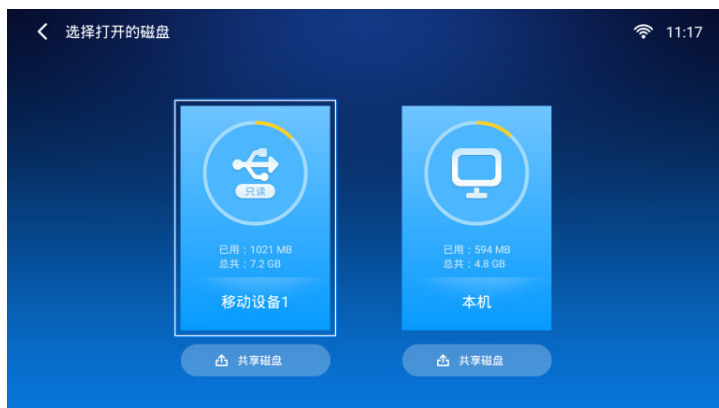 选择打开的磁盘
11:17
只读
已用：1021 MB
总共：7.2 GB
移动设备1
共享磁盘
已用：594 MB
总共：4.8 GB
本机
共享磁盘